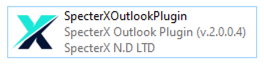 SpecterXOutlookPlugin
SpecterX Outlook Plugin (v.2.0.0.4)
SpecterX N.D LTD